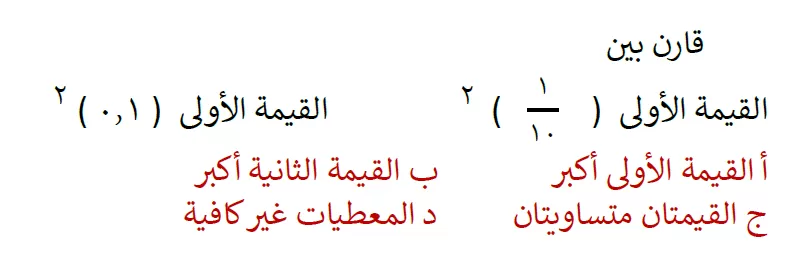 قارن بين
القيمة الأولى ( ١/١٠ ) ٢ القيمة الأولى ( ٠,١ ) ٢
أ القيمة الأولى أكبر ب القيمة الثانية أكبر
ج القيمتان متساويتان د المعطيات غير كافية